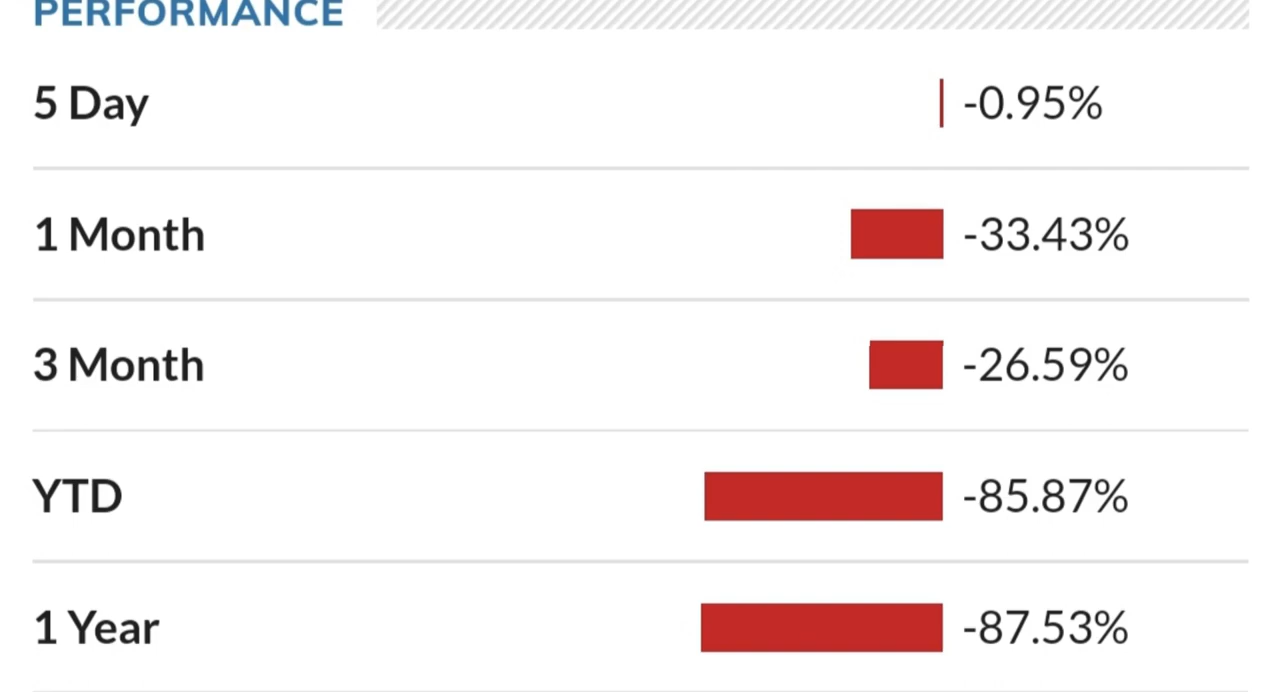 PERFORMANCE
5 Day -0.95%
1 Month -33.43%
3 Month -26.59%
YTD -85.87%
1 Year -87.53%